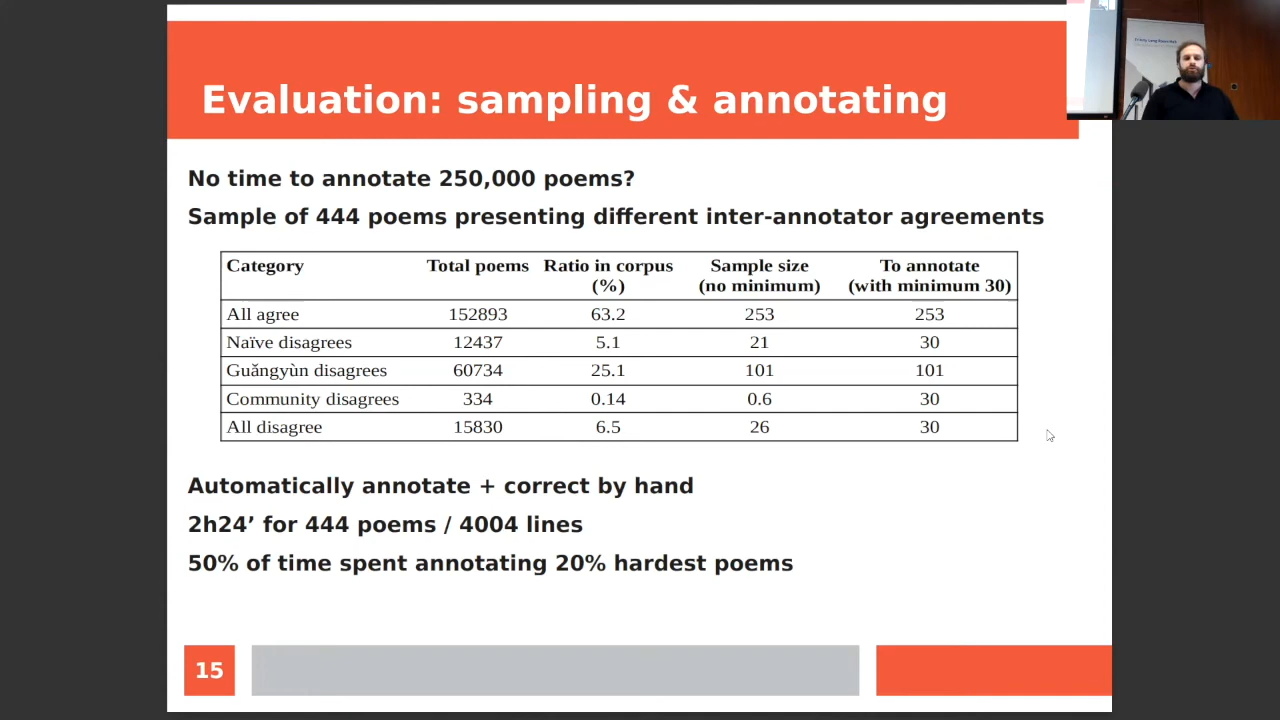 Evaluation: sampling & annotating
No time to annotate 250,000 poems?
Sample of 444 poems presenting different inter-annotator agreements
Category Total poems Ratio in corpus (%) Sample size (no minimum) To annotate (with minimum 30)
All agree 152893 63.2 253 253
Naïve disagrees 12437 5.1 21 30
Guăngyùn disagrees 60734 25.1 101 101
Community disagrees 334 0.14 0.6 30
All disagree 15830 6.5 26 30
Automatically annotate + correct by hand
2h24’ for 444 poems / 4004 lines
50% of time spent annotating 20% hardest poems
15